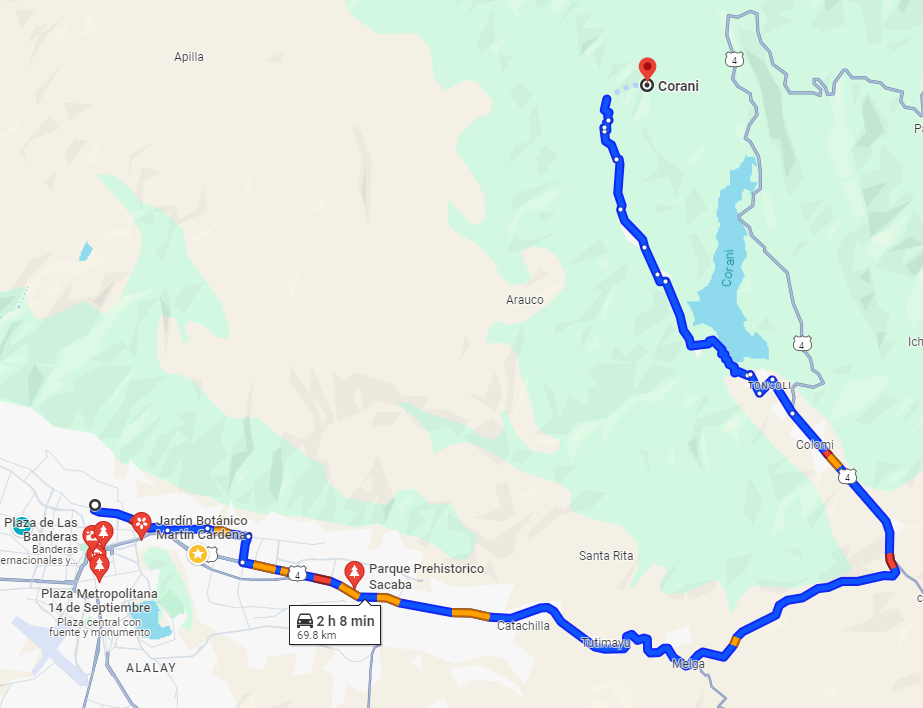 Apilla
4
Corani
Pa
Corani
Arauco
4
Ich
TONCOLI
Colomi
4
Plaza de Las
Banderas
Banderas
ernacionales y...
Jardín Botánico
Martín Cardena
4
Parque Prehistorico
Sacaba
Santa Rita
Plaza Metropolitana
14 de Septiembre
Plaza central con
fuente y monumento
2 h 8 min
69.8 km
Catachilla
Tutimayu
Melga
ALALAY
c